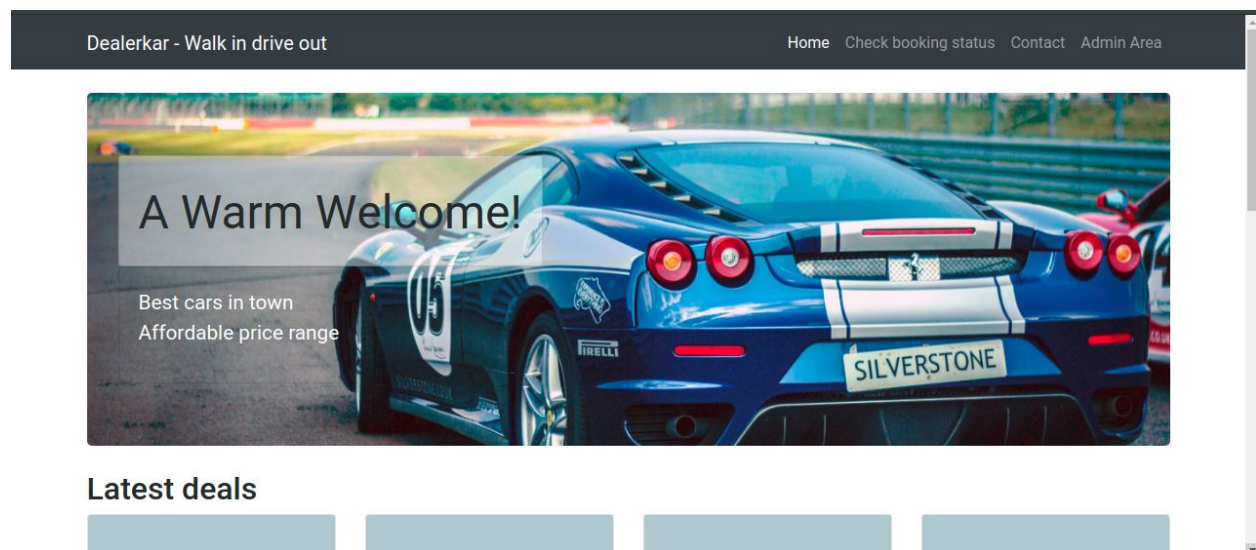 Dealerkar - Walk in drive out
Home Check booking status Contact Admin Area
A Warm Welcome!
Best cars in town
Affordable price range
05
PIRELLI
SILVERSTONE
Latest deals